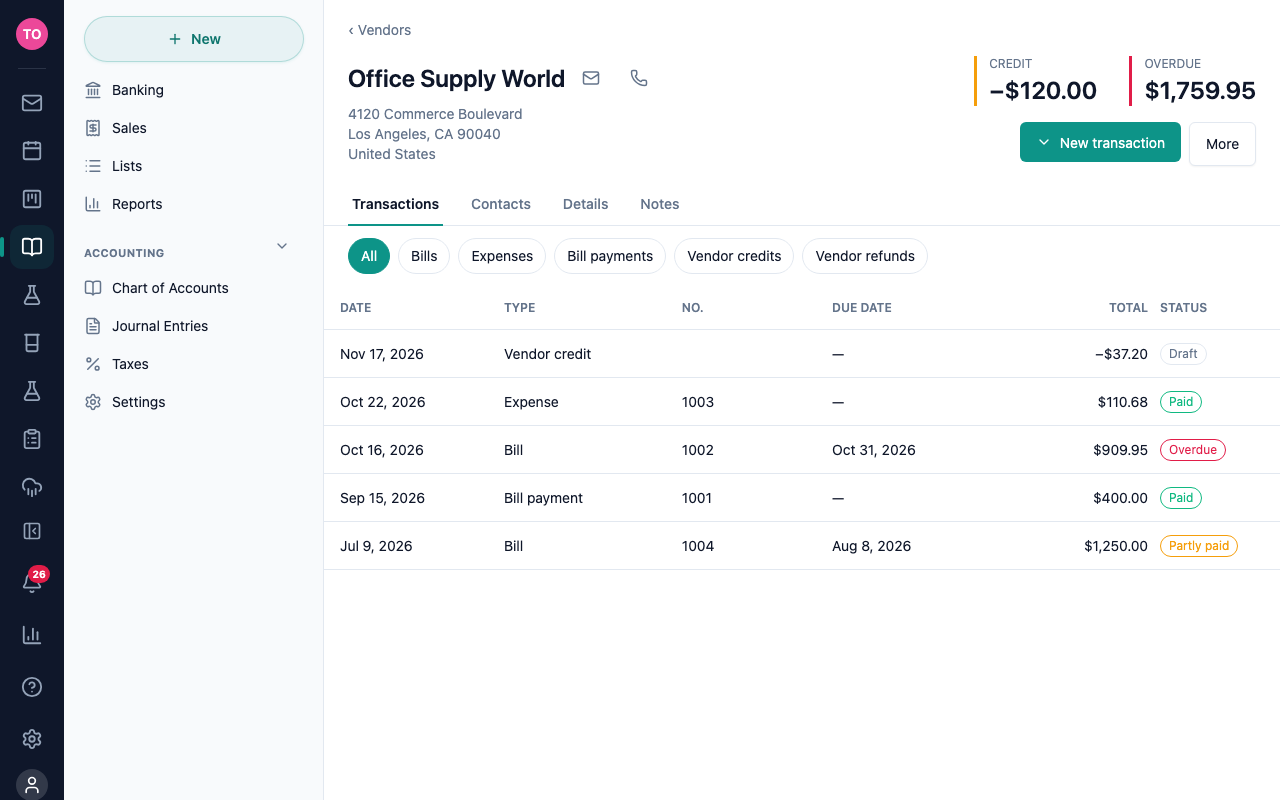 TO
26
New
Banking
Sales
Lists
Reports
ACCOUNTING
Chart of Accounts
Journal Entries
Taxes
Settings
‹ Vendors
Office Supply World
4120 Commerce Boulevard
Los Angeles, CA 90040
United States
CREDIT
–$120.00
OVERDUE
$1,759.95
New transaction
More
Transactions Contacts Details Notes
All Bills Expenses Bill payments Vendor credits Vendor refunds
DATE TYPE NO. DUE DATE TOTAL STATUS
Nov 17, 2026 Vendor credit — –$37.20 Draft
Oct 22, 2026 Expense 1003 — $110.68 Paid
Oct 16, 2026 Bill 1002 Oct 31, 2026 $909.95 Overdue
Sep 15, 2026 Bill payment 1001 — $400.00 Paid
Jul 9, 2026 Bill 1004 Aug 8, 2026 $1,250.00 Partly paid